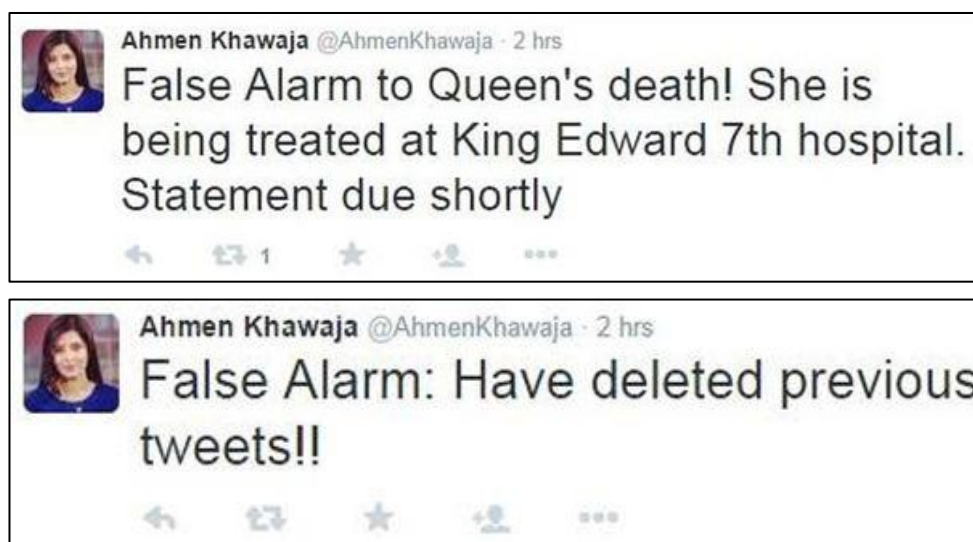 Ahmen Khawaja @AhmenKhawaja · 2 hrs
False Alarm to Queen's death! She is
being treated at King Edward 7th hospital.
Statement due shortly
1
Ahmen Khawaja @AhmenKhawaja · 2 hrs
False Alarm: Have deleted previous
tweets!!